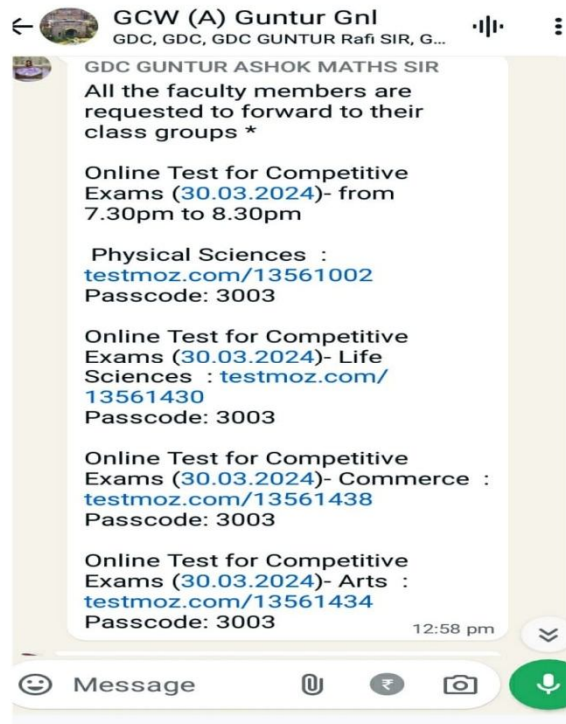 GCW (A) Guntur Gnl
GDC, GDC, GDC GUNTUR Rafi SIR, G...
GDC GUNTUR ASHOK MATHS SIR
All the faculty members are
requested to forward to their
class groups *
Online Test for Competitive
Exams (30.03.2024)- from
7.30pm to 8.30pm
Physical Sciences :
testmoz.com/13561002
Passcode: 3003
Online Test for Competitive
Exams (30.03.2024)- Life
Sciences : testmoz.com/
13561430
Passcode: 3003
Online Test for Competitive
Exams (30.03.2024)- Commerce :
testmoz.com/13561438
Passcode: 3003
Online Test for Competitive
Exams (30.03.2024)- Arts :
testmoz.com/13561434
Passcode: 3003
12:58 pm
Message
₹